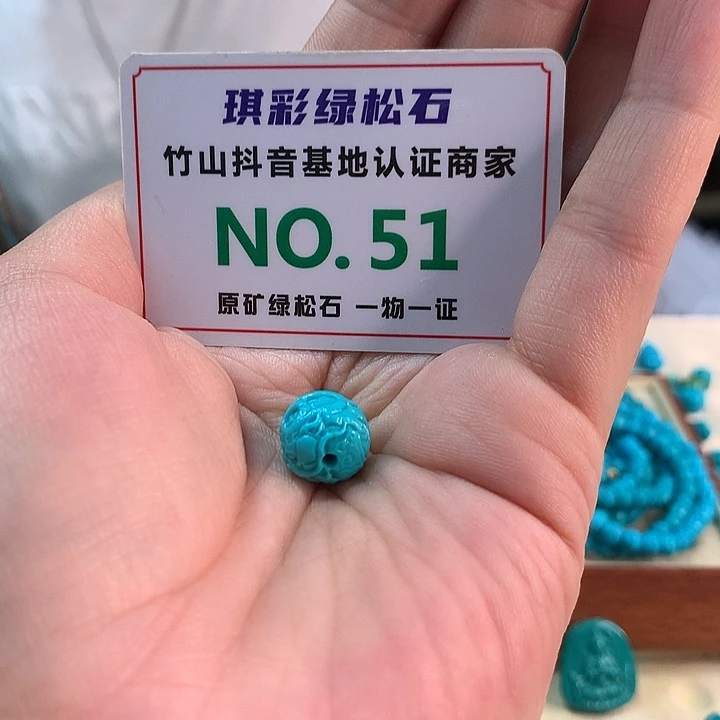 琪彩绿松石
竹山抖音基地认证商家
NO.51
原矿绿松石 一物一证